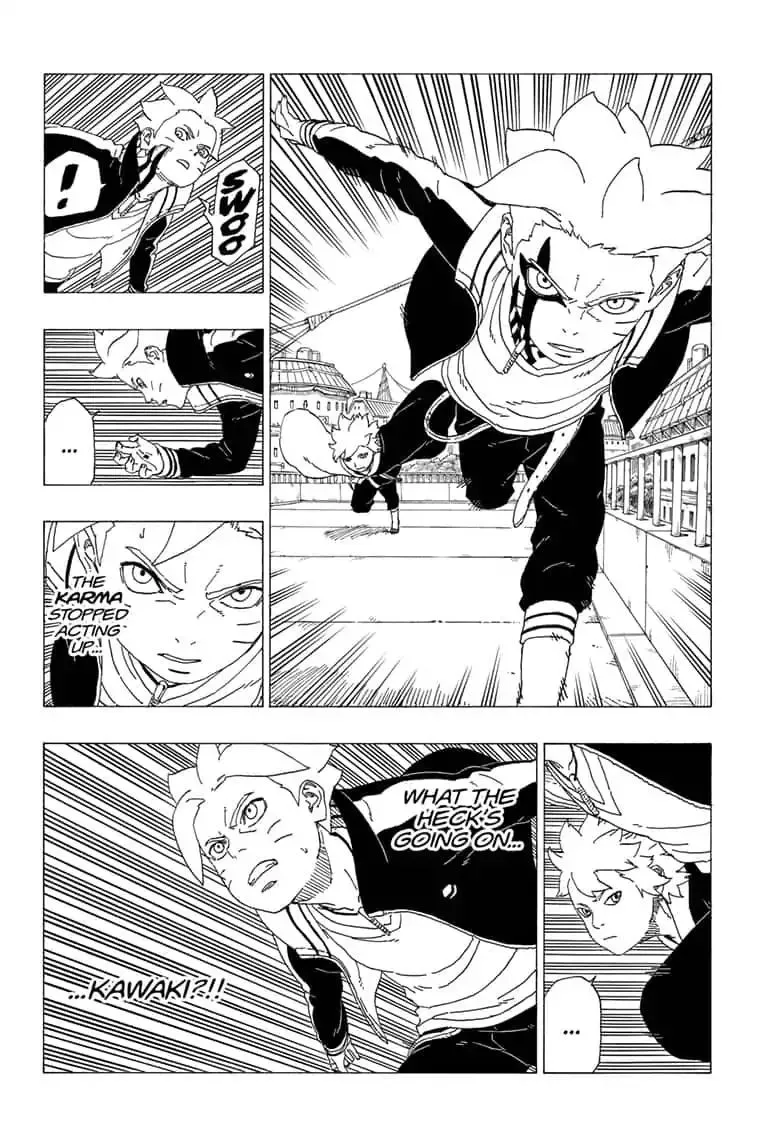 !
SWOO
...
THE
KARMA
STOPPED
ACTING
UP...
WHAT THE
HECK'S
GOING ON...
...KAWAKI?!!
...